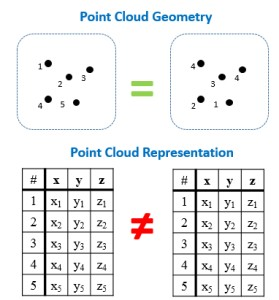 Point Cloud Geometry
1 4
2 3 3 4
4 5 2 1
=
Point Cloud Representation
≠
# x y z # x y z
1 x1 y1 z1 1 x1 y1 z1
2 x2 y2 z2 2 x2 y2 z2
3 x3 y3 z3 3 x3 y3 z3
4 x4 y4 z4 4 x4 y4 z4
5 x5 y5 z5 5 x5 y5 z5